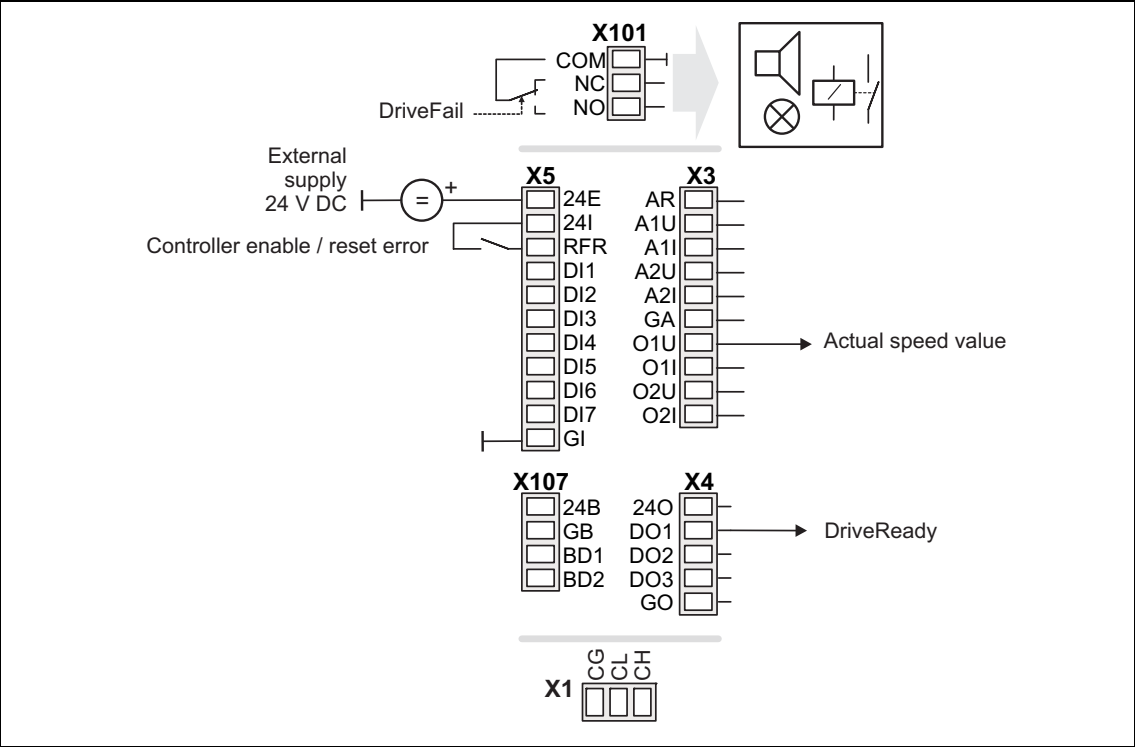 X101
COM
NC
NO
DriveFail
External
supply
24 V DC
=
+
Controller enable / reset error
X5
24E
24I
RFR
DI1
DI2
DI3
DI4
DI5
DI6
DI7
GI
X3
AR
A1U
A1I
A2U
A2I
GA
O1U
O1I
O2U
O2I
Actual speed value
X107
24B
GB
BD1
BD2
X4
24O
DO1
DO2
DO3
GO
DriveReady
X1
CG
CL
CH